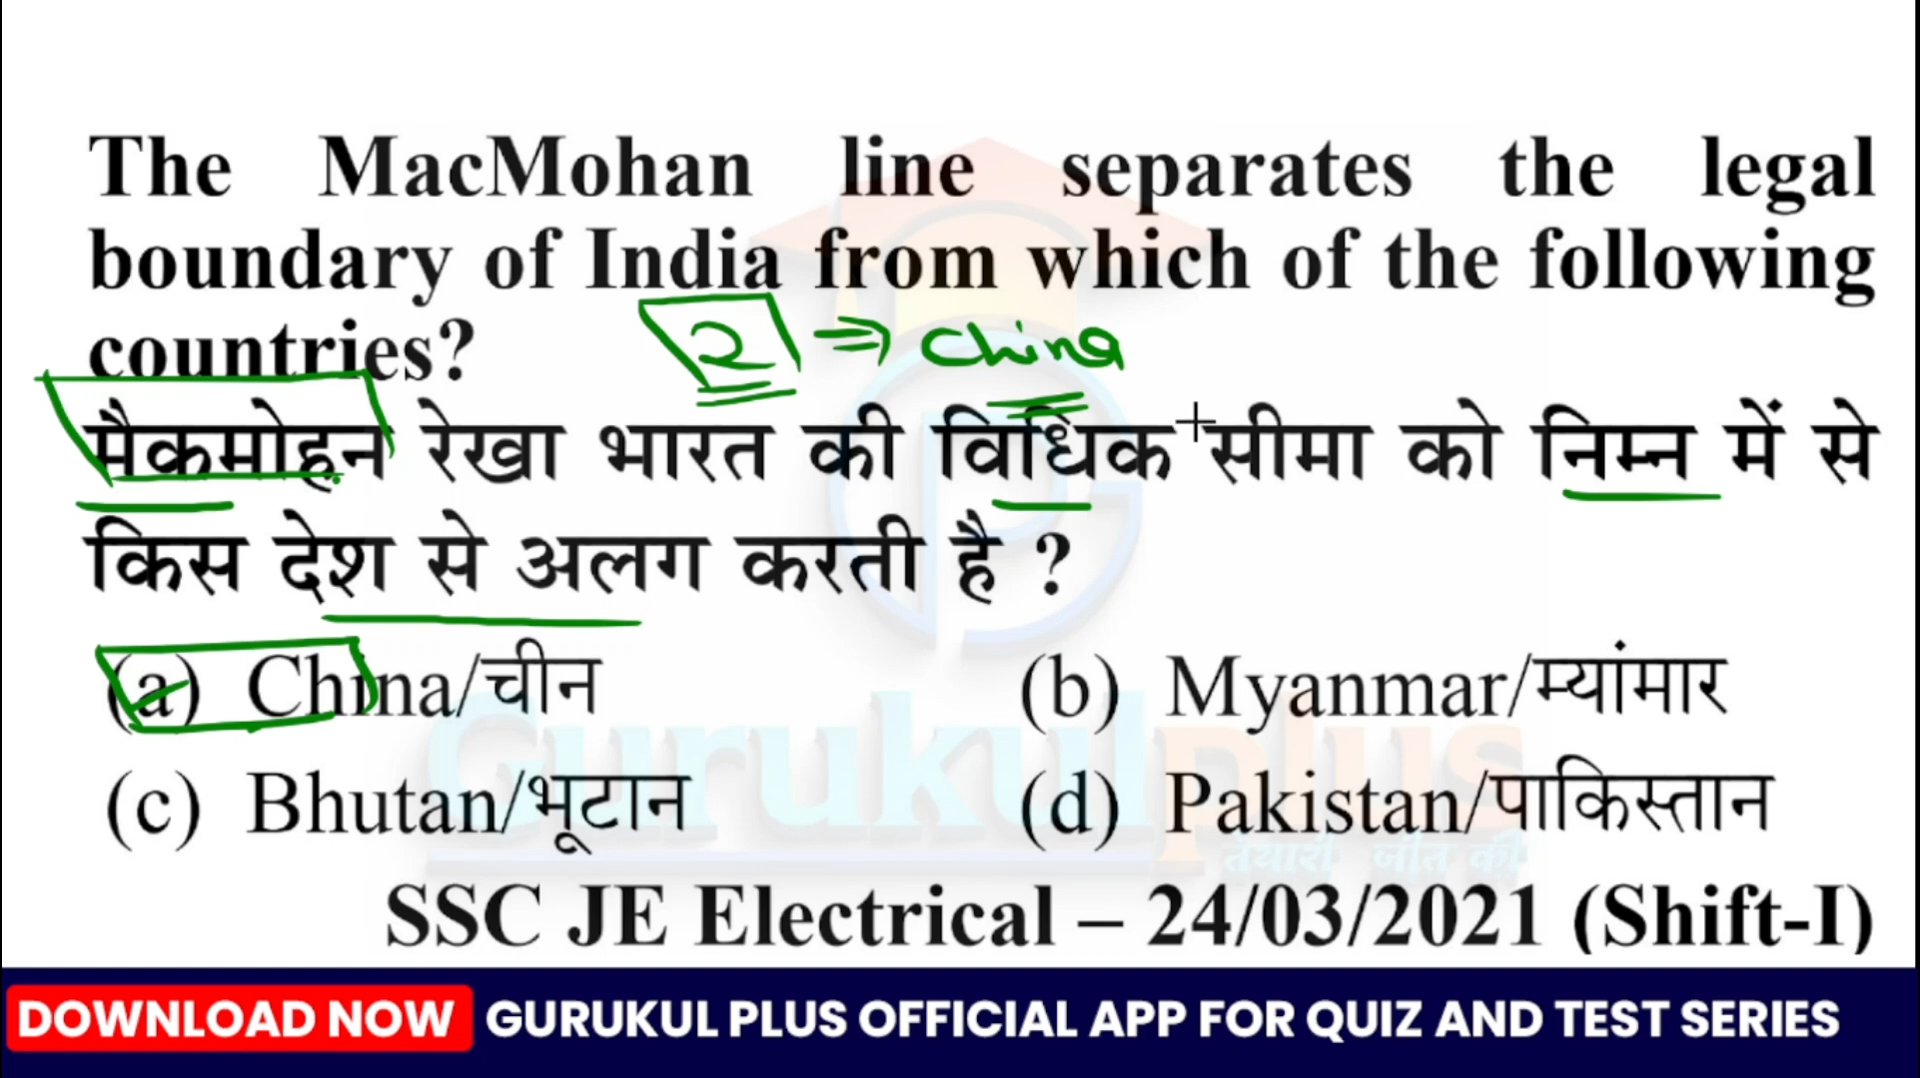 The MacMohan line separates the legal
boundary of India from which of the following
countries?
2 ⇒ China
मैकमोहन रेखा भारत की विधिक सीमा को निम्न में से
किस देश से अलग करती है ?
(a) China/चीन (b) Myanmar/म्यांमार
(c) Bhutan/भूटान (d) Pakistan/पाकिस्तान
Gurukul plus
तैयारी जीत की
SSC JE Electrical – 24/03/2021 (Shift-I)
DOWNLOAD NOW GURUKUL PLUS OFFICIAL APP FOR QUIZ AND TEST SERIES